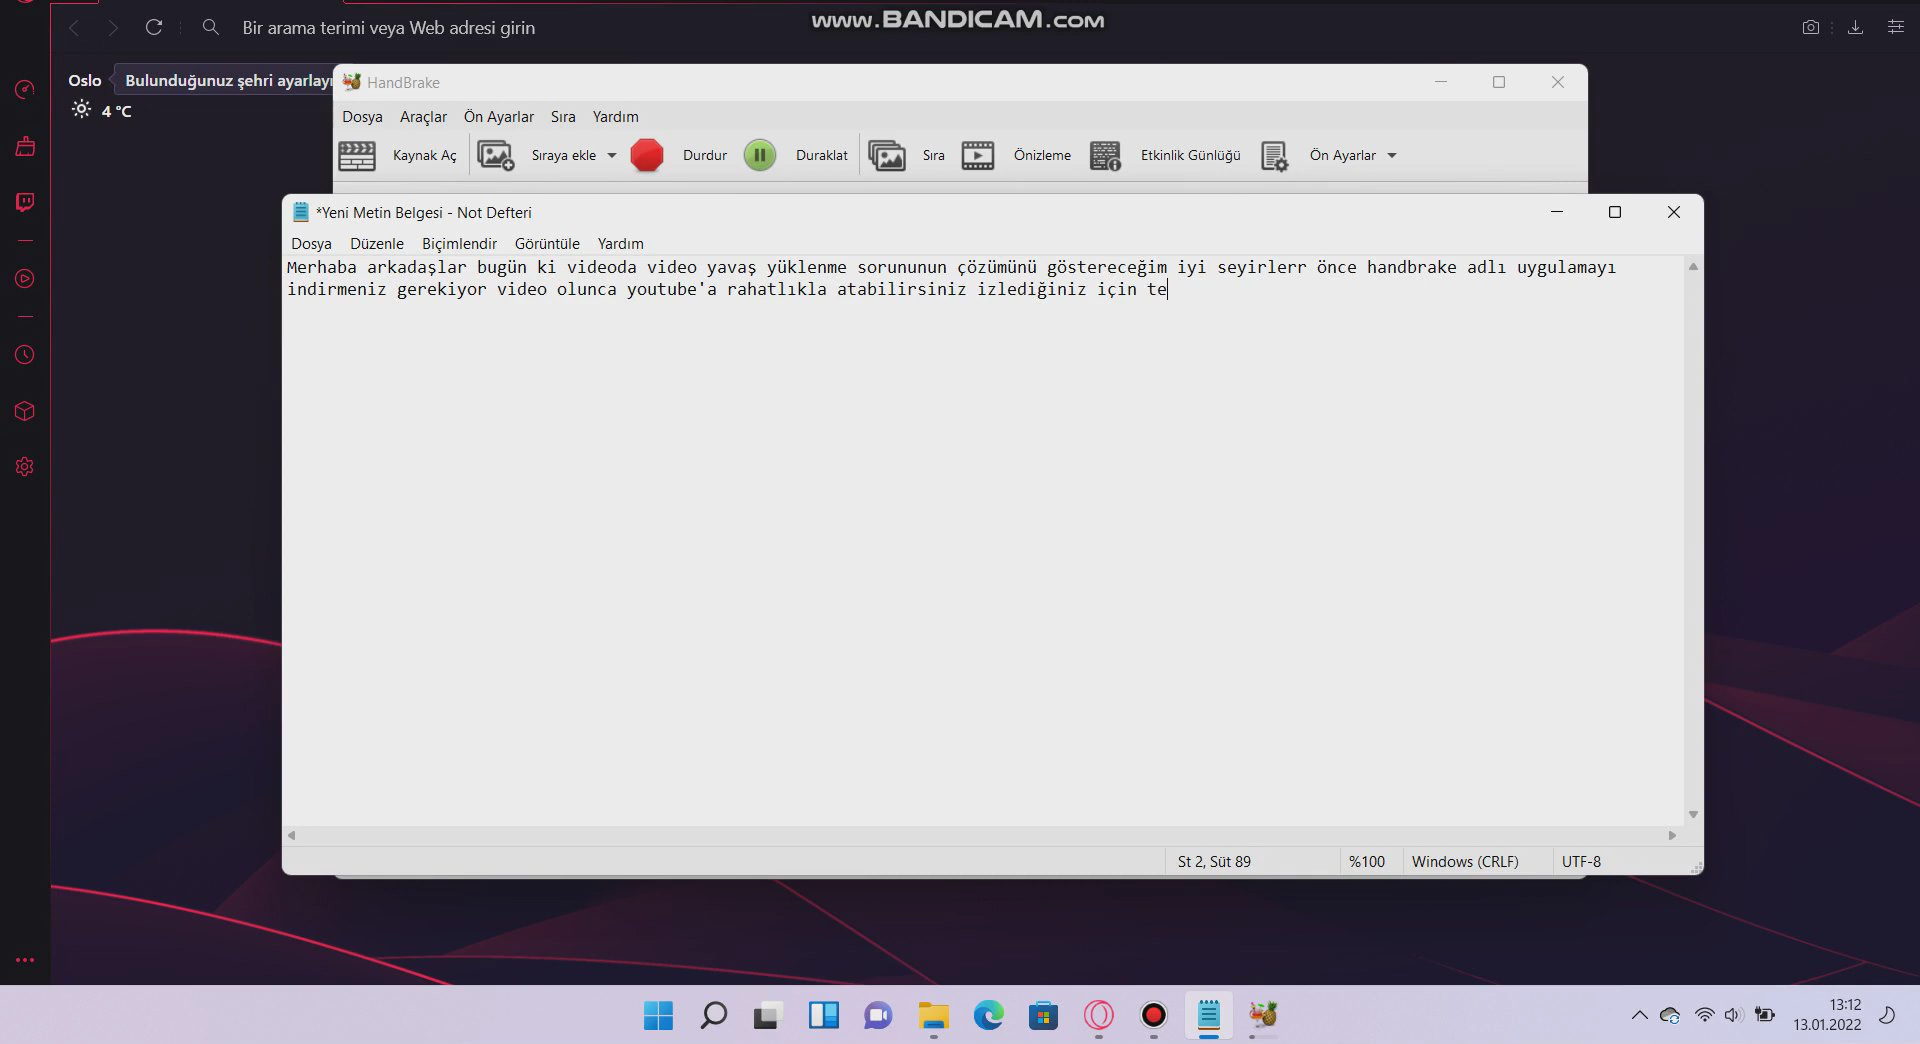 www.BANDICAM.com
Bir arama terimi veya Web adresi girin
Oslo
Bulunduğunuz şehri ayarlayı
4 °C
HandBrake
Dosya Araçlar Ön Ayarlar Sıra Yardım
Kaynak Aç Sıraya ekle Durdur Duraklat Sıra Önizleme Etkinlik Günlüğü Ön Ayarlar
*Yeni Metin Belgesi - Not Defteri
Dosya Düzenle Biçimlendir Görüntüle Yardım
Merhaba arkadaşlar bugün ki videoda video yavaş yüklenme sorununun çözümünü göstereceğim iyi seyirlerr önce handbrake adlı uygulamayı
indirmeniz gerekiyor video olunca youtube'a rahatlıkla atabilirsiniz izlediğiniz için te
St 2, Süt 89 %100 Windows (CRLF) UTF-8
13:12
13.01.2022